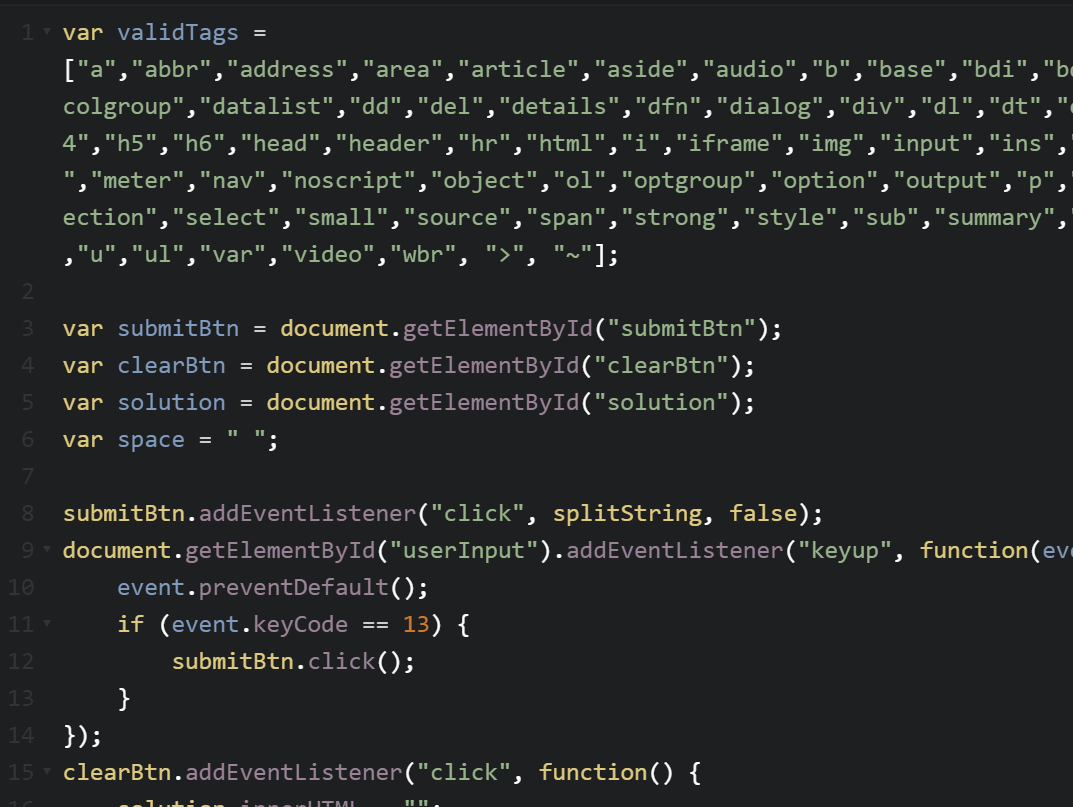 1 var validTags =
["a","abbr","address","area","article","aside","audio","b","base","bdi","
colgroup","datalist","dd","del","details","dfn","dialog","div","dl","dt","
4","h5","h6","head","header","hr","html","i","iframe","img","input","ins",
","meter","nav","noscript","object","ol","optgroup","option","output","p",
ection","select","small","source","span","strong","style","sub","summary",
,"u","ul","var","video","wbr", ">", "~"];
2
3 var submitBtn = document.getElementById("submitBtn");
4 var clearBtn = document.getElementById("clearBtn");
5 var solution = document.getElementById("solution");
6 var space = " ";
7
8 submitBtn.addEventListener("click", splitString, false);
9 document.getElementById("userInput").addEventListener("keyup", function(
10 event.preventDefault();
11 if (event.keyCode == 13) {
12 submitBtn.click();
13 }
14 });
15 clearBtn.addEventListener("click", function() {